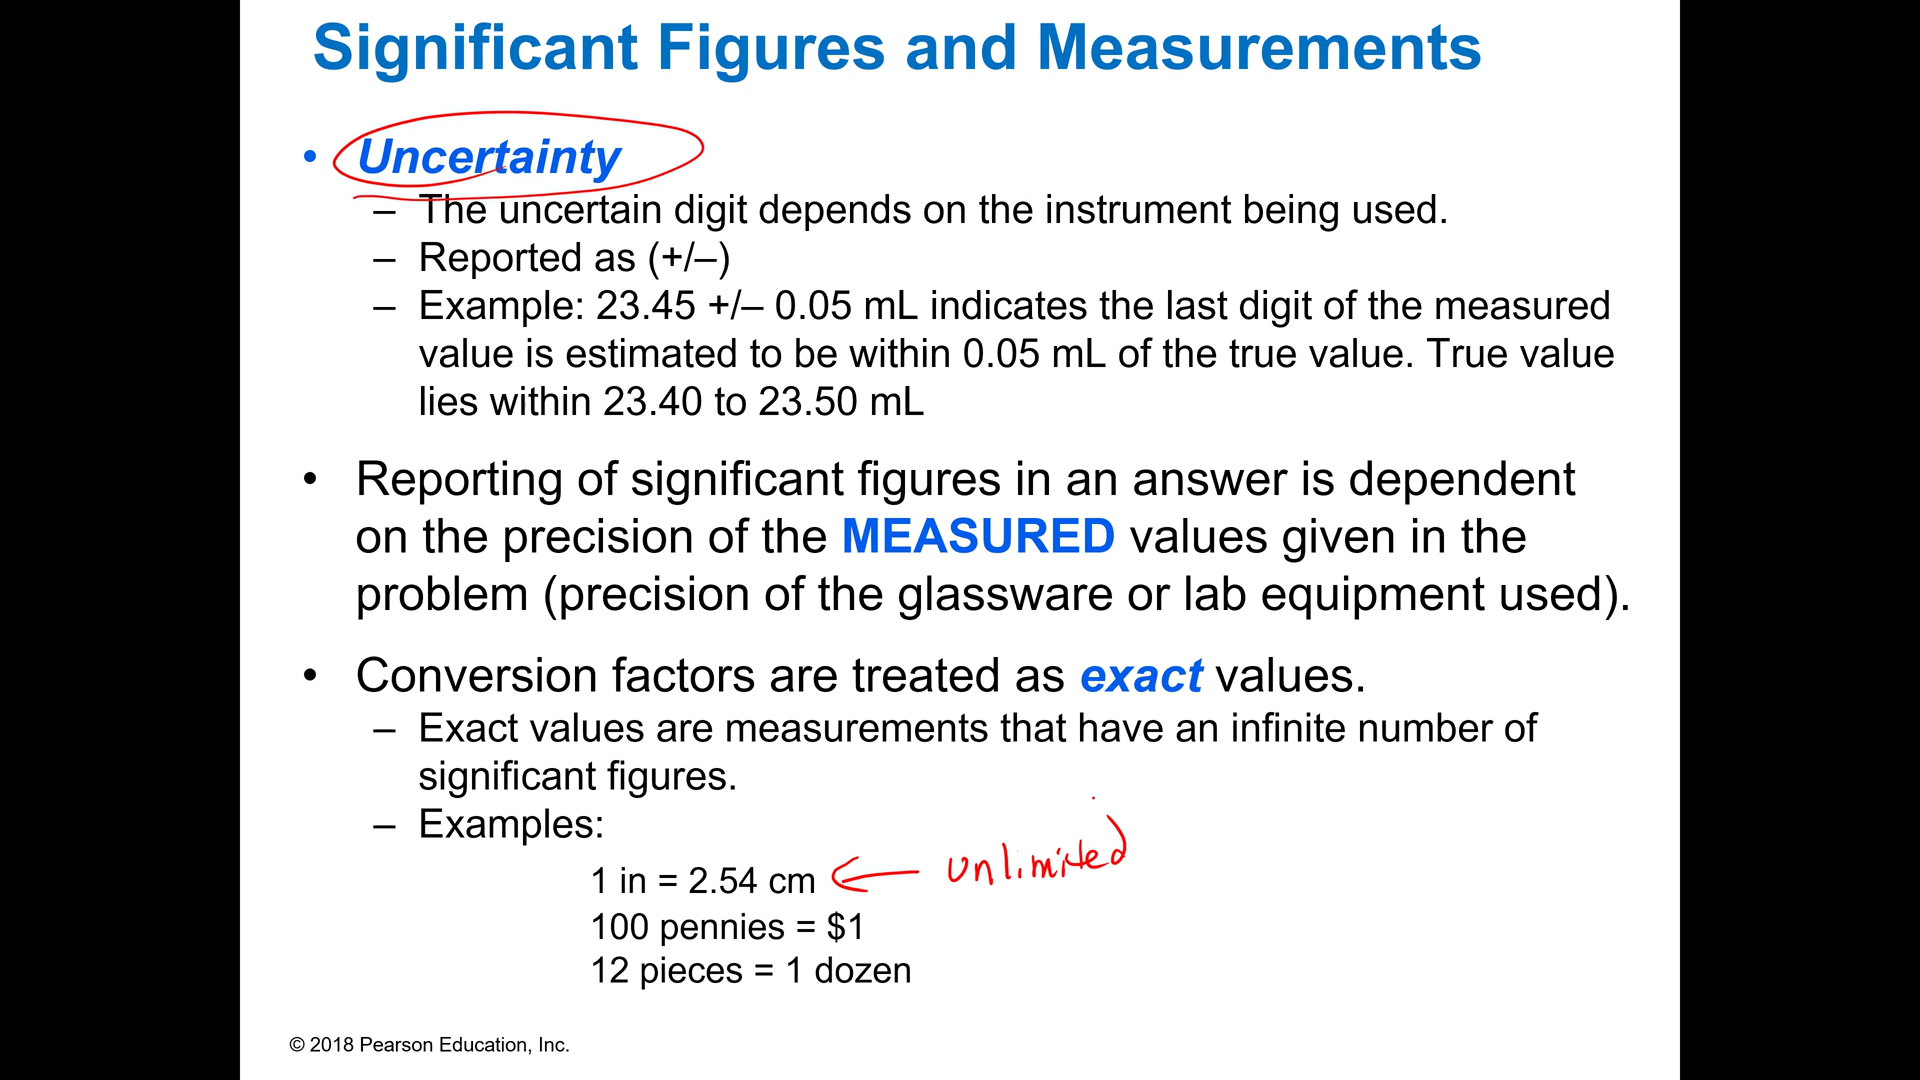 Significant Figures and Measurements
• Uncertainty
– The uncertain digit depends on the instrument being used.
– Reported as (+/–)
– Example: 23.45 +/– 0.05 mL indicates the last digit of the measured
value is estimated to be within 0.05 mL of the true value. True value
lies within 23.40 to 23.50 mL
• Reporting of significant figures in an answer is dependent
on the precision of the MEASURED values given in the
problem (precision of the glassware or lab equipment used).
• Conversion factors are treated as exact values.
– Exact values are measurements that have an infinite number of
significant figures.
– Examples:
1 in = 2.54 cm ← unlimited
100 pennies = $1
12 pieces = 1 dozen
© 2018 Pearson Education, Inc.